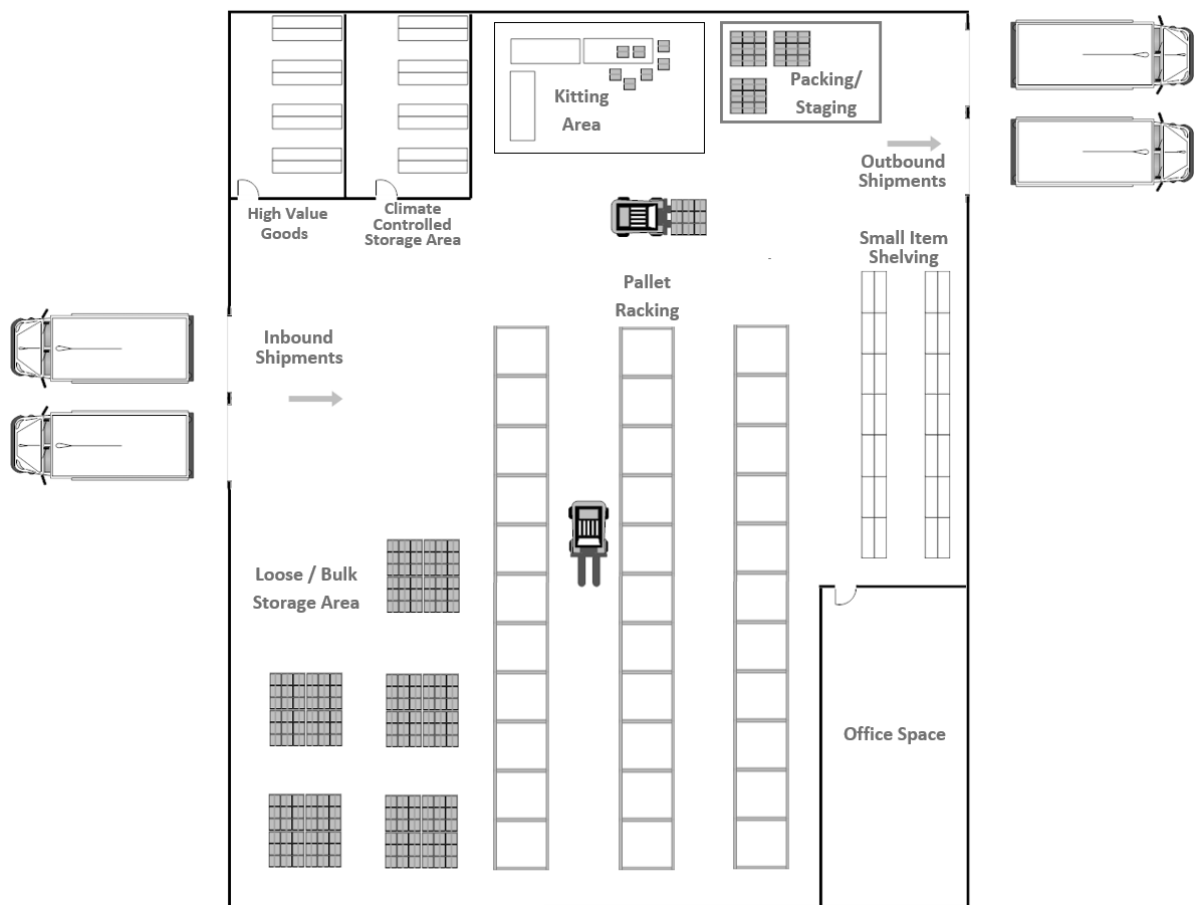 Kitting
Area
Packing/
Staging
Outbound
Shipments
High Value
Goods
Climate
Controlled
Storage Area
Small Item
Shelving
Pallet
Racking
Inbound
Shipments
Loose / Bulk
Storage Area
Office Space